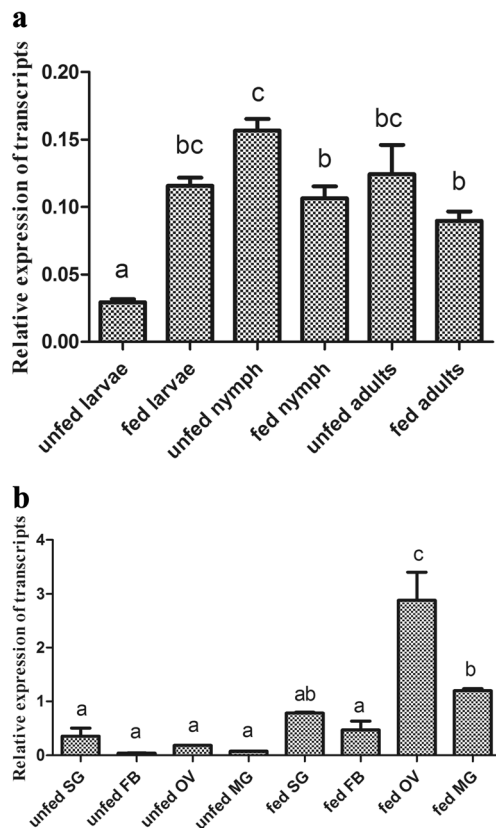 a
Relative expression of transcripts
0.20
0.15
0.10
0.05
0.00
a
bc
c
b
bc
b
unfed larvae
fed larvae
unfed nymph
fed nymph
unfed adults
fed adults
b
Relative expression of transcripts
4
3
2
1
0
a
a
a
a
ab
a
c
b
unfed SG
unfed FB
unfed OV
unfed MG
fed SG
fed FB
fed OV
fed MG